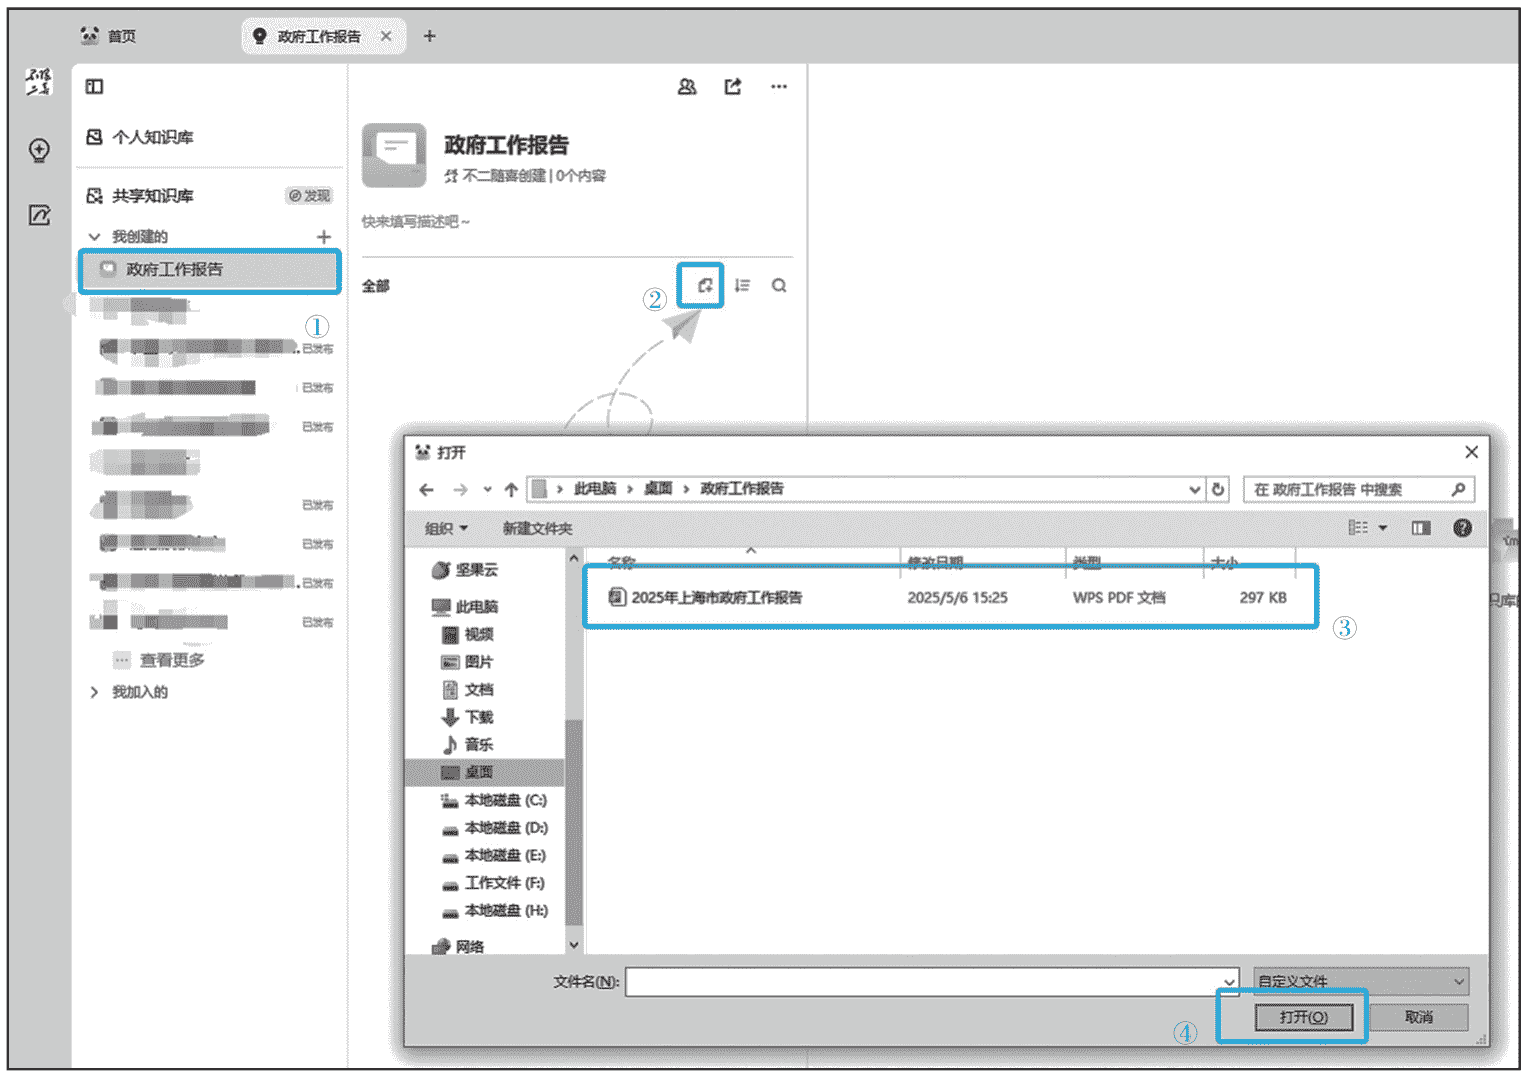 首页
政府工作报告
个人知识库
共享知识库
发现
我创建的
政府工作报告
①
已发布
已发布
已发布
已发布
已发布
已发布
已发布
查看更多
我加入的
政府工作报告
不二随喜创建 | 0个内容
快来填写描述吧~
全部
②
打开
此电脑 > 桌面 > 政府工作报告
在 政府工作报告 中搜索
组织
新建文件夹
名称 修改日期 类型 大小
2025年上海市政府工作报告 2025/5/6 15:25 WPS PDF 文档 297 KB
③
坚果云
此电脑
视频
图片
文档
下载
音乐
桌面
本地磁盘 (C:)
本地磁盘 (D:)
本地磁盘 (E:)
工作文件 (F:)
本地磁盘 (H:)
网络
文件名(N):
自定义文件
④
打开(O)
取消